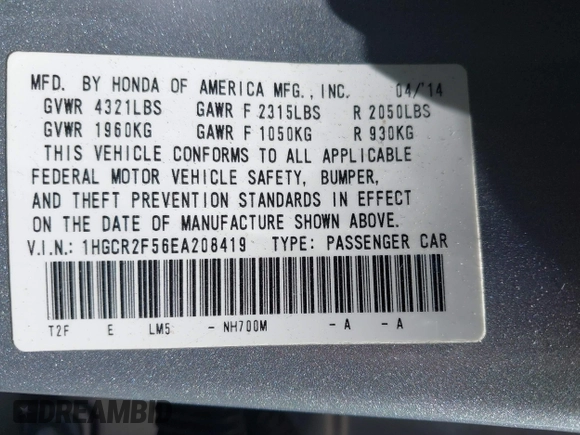 MFD. BY HONDA OF AMERICA MFG., INC. 04/'14
GVWR 4321LBS GAWR F 2315LBS R 2050LBS
GVWR 1960KG GAWR F 1050KG R 930KG
THIS VEHICLE CONFORMS TO ALL APPLICABLE
FEDERAL MOTOR VEHICLE SAFETY, BUMPER,
AND THEFT PREVENTION STANDARDS IN EFFECT
ON THE DATE OF MANUFACTURE SHOWN ABOVE.
V.I.N.: 1HGCR2F56EA208419 TYPE: PASSENGER CAR
T2F E LM5 - NH700M - A - A
DREAMBID